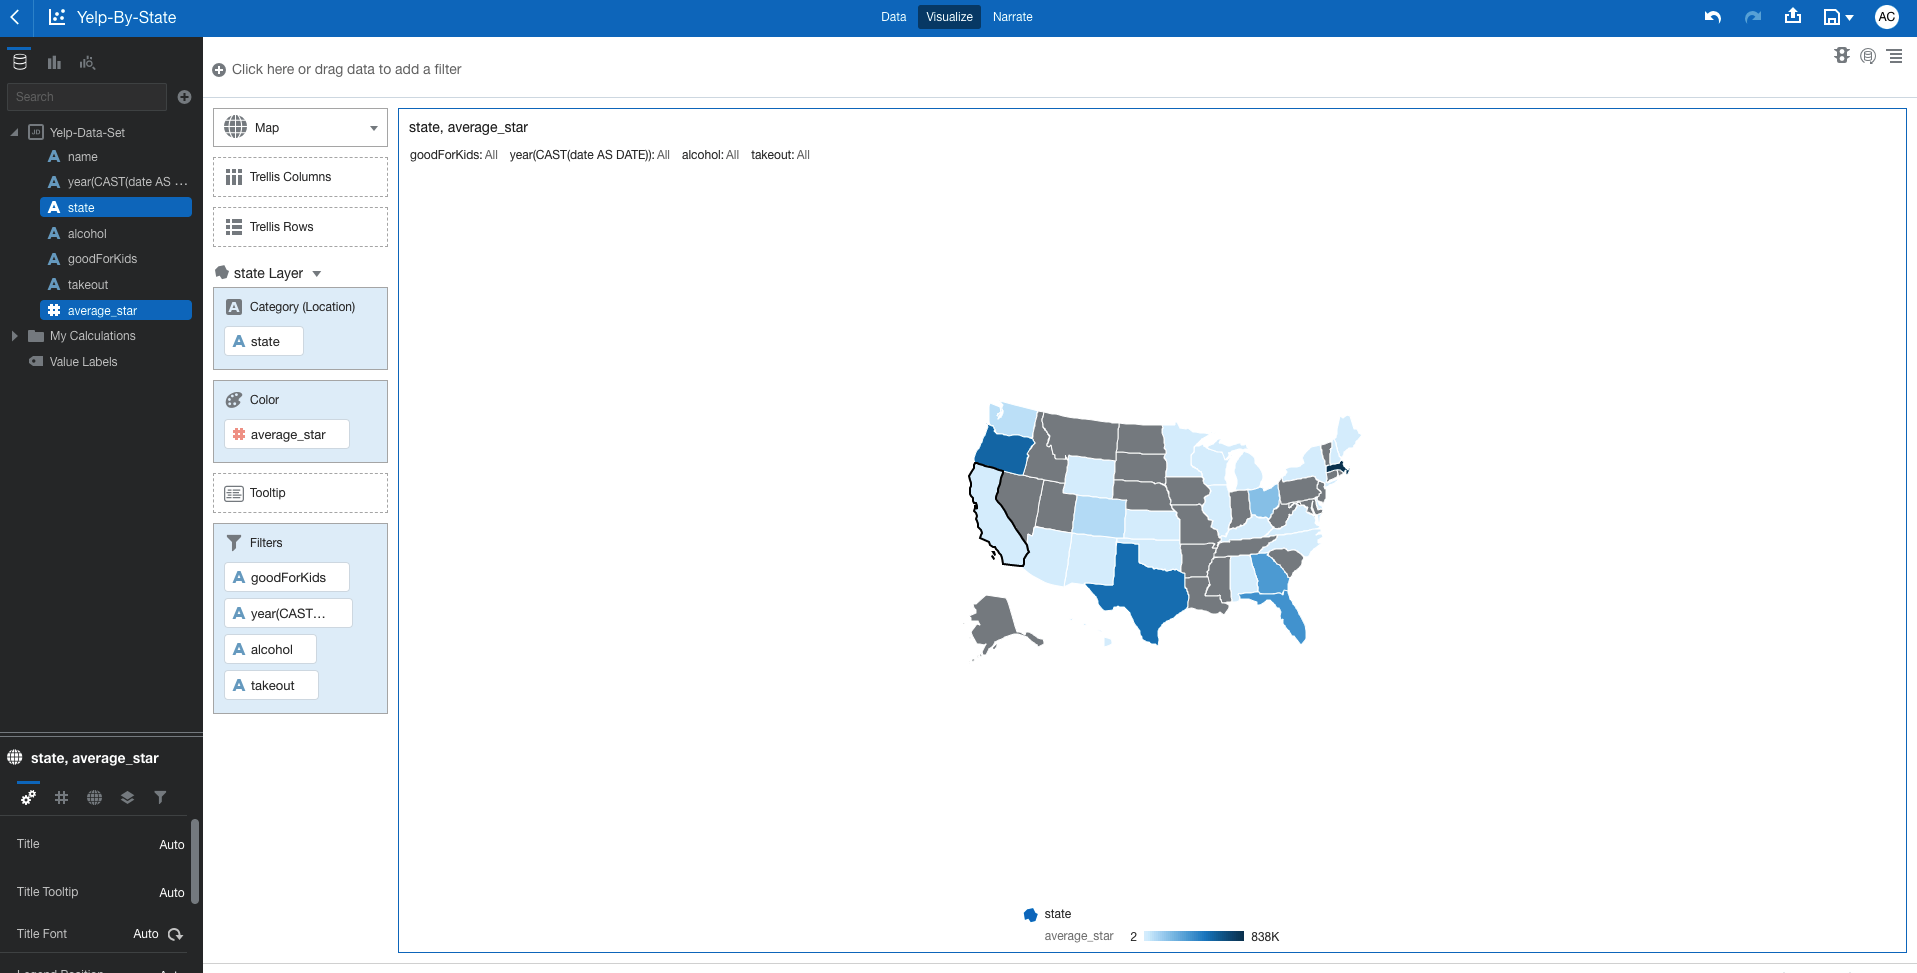 Yelp-By-State
Data Visualize Narrate
AC
Click here or drag data to add a filter
Search
Yelp-Data-Set
name
year(CAST(date AS ...
state
alcohol
goodForKids
takeout
average_star
My Calculations
Value Labels
Map
Trellis Columns
Trellis Rows
state Layer
Category (Location)
state
Color
average_star
Tooltip
Filters
goodForKids
year(CAST...
alcohol
takeout
state, average_star
goodForKids: All year(CAST(date AS DATE)): All alcohol: All takeout: All
state
average_star 2 838K
state, average_star
Title Auto
Title Tooltip Auto
Title Font Auto